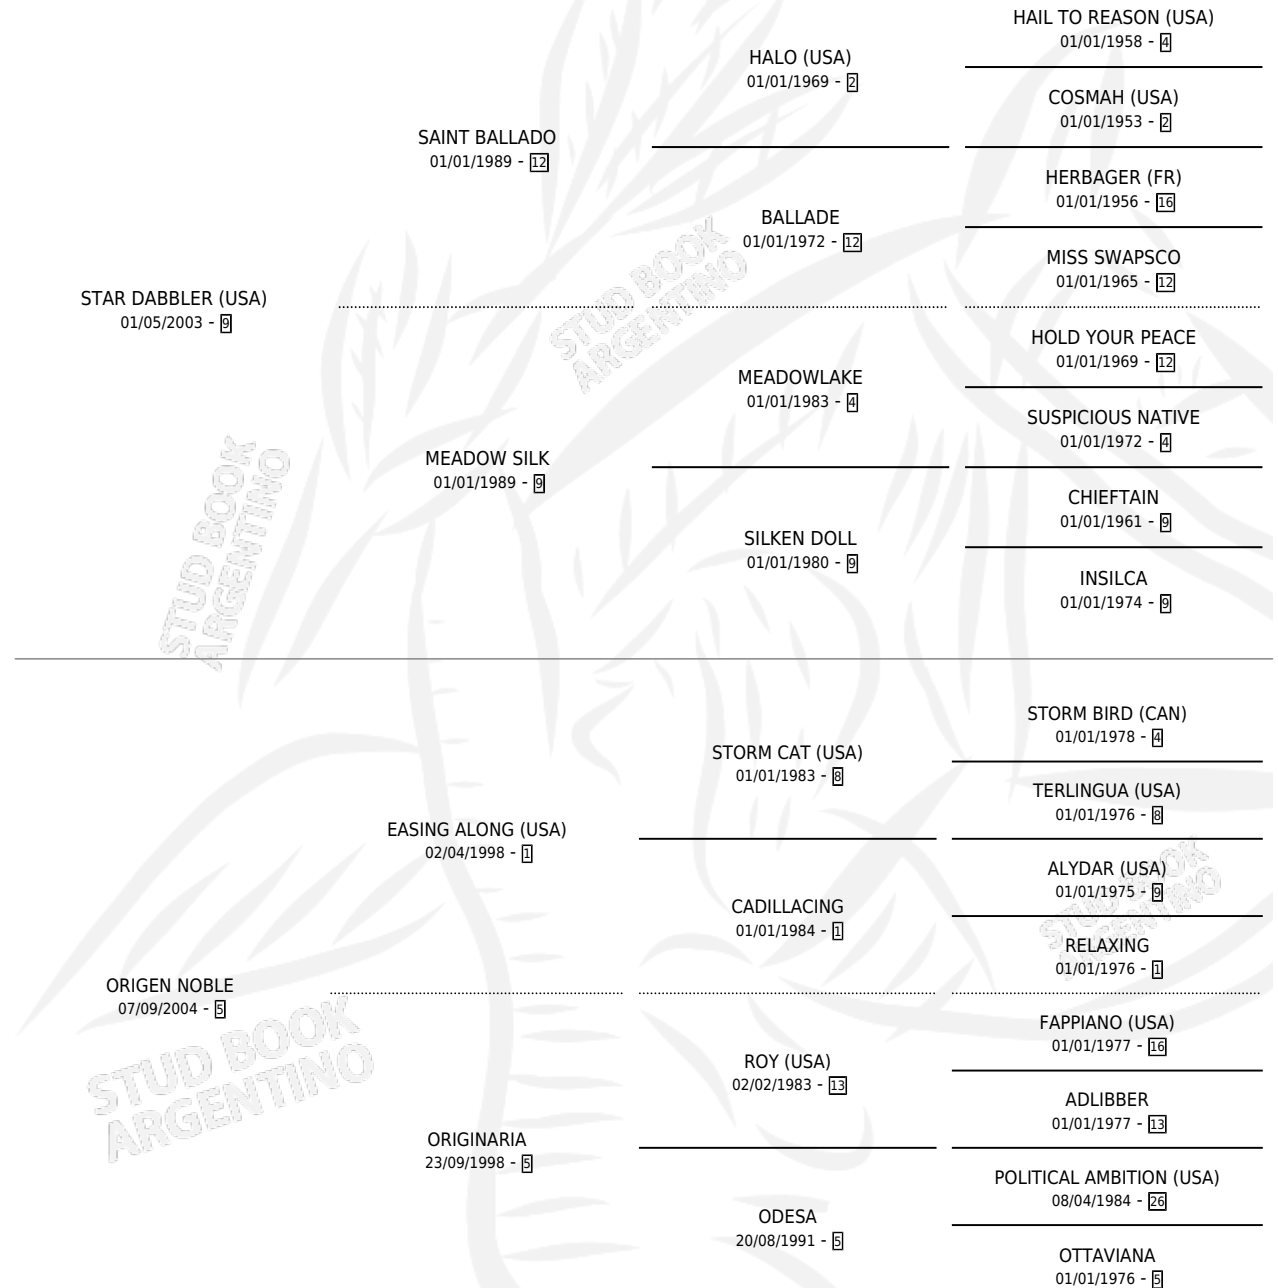 HAIL TO REASON (USA)
01/01/1958 - 4
HALO (USA)
01/01/1969 - 2
COSMAH (USA)
01/01/1953 - 2
SAINT BALLADO
01/01/1989 - 12
HERBAGER (FR)
01/01/1956 - 16
BALLADE
01/01/1972 - 12
MISS SWAPSCO
01/01/1965 - 12
STAR DABBLER (USA)
01/05/2003 - 9
HOLD YOUR PEACE
01/01/1969 - 12
MEADOWLAKE
01/01/1983 - 4
SUSPICIOUS NATIVE
01/01/1972 - 4
MEADOW SILK
01/01/1989 - 9
CHIEFTAIN
01/01/1961 - 9
SILKEN DOLL
01/01/1980 - 9
INSILCA
01/01/1974 - 9
STORM BIRD (CAN)
01/01/1978 - 4
STORM CAT (USA)
01/01/1983 - 8
TERLINGUA (USA)
01/01/1976 - 8
EASING ALONG (USA)
02/04/1998 - 1
ALYDAR (USA)
01/01/1975 - 9
CADILLACING
01/01/1984 - 1
RELAXING
01/01/1976 - 1
ORIGEN NOBLE
07/09/2004 - 5
FAPPIANO (USA)
01/01/1977 - 16
ROY (USA)
02/02/1983 - 13
ADLIBBER
01/01/1977 - 13
ORIGINARIA
23/09/1998 - 5
POLITICAL AMBITION (USA)
08/04/1984 - 26
ODESA
20/08/1991 - 5
OTTAVIANA
01/01/1976 - 5
STUD BOOK
ARGENTINO
STUD BOOK
ARGENTINO
STUD BOOK
ARGENTINO
STUD BOOK
ARGENTINO